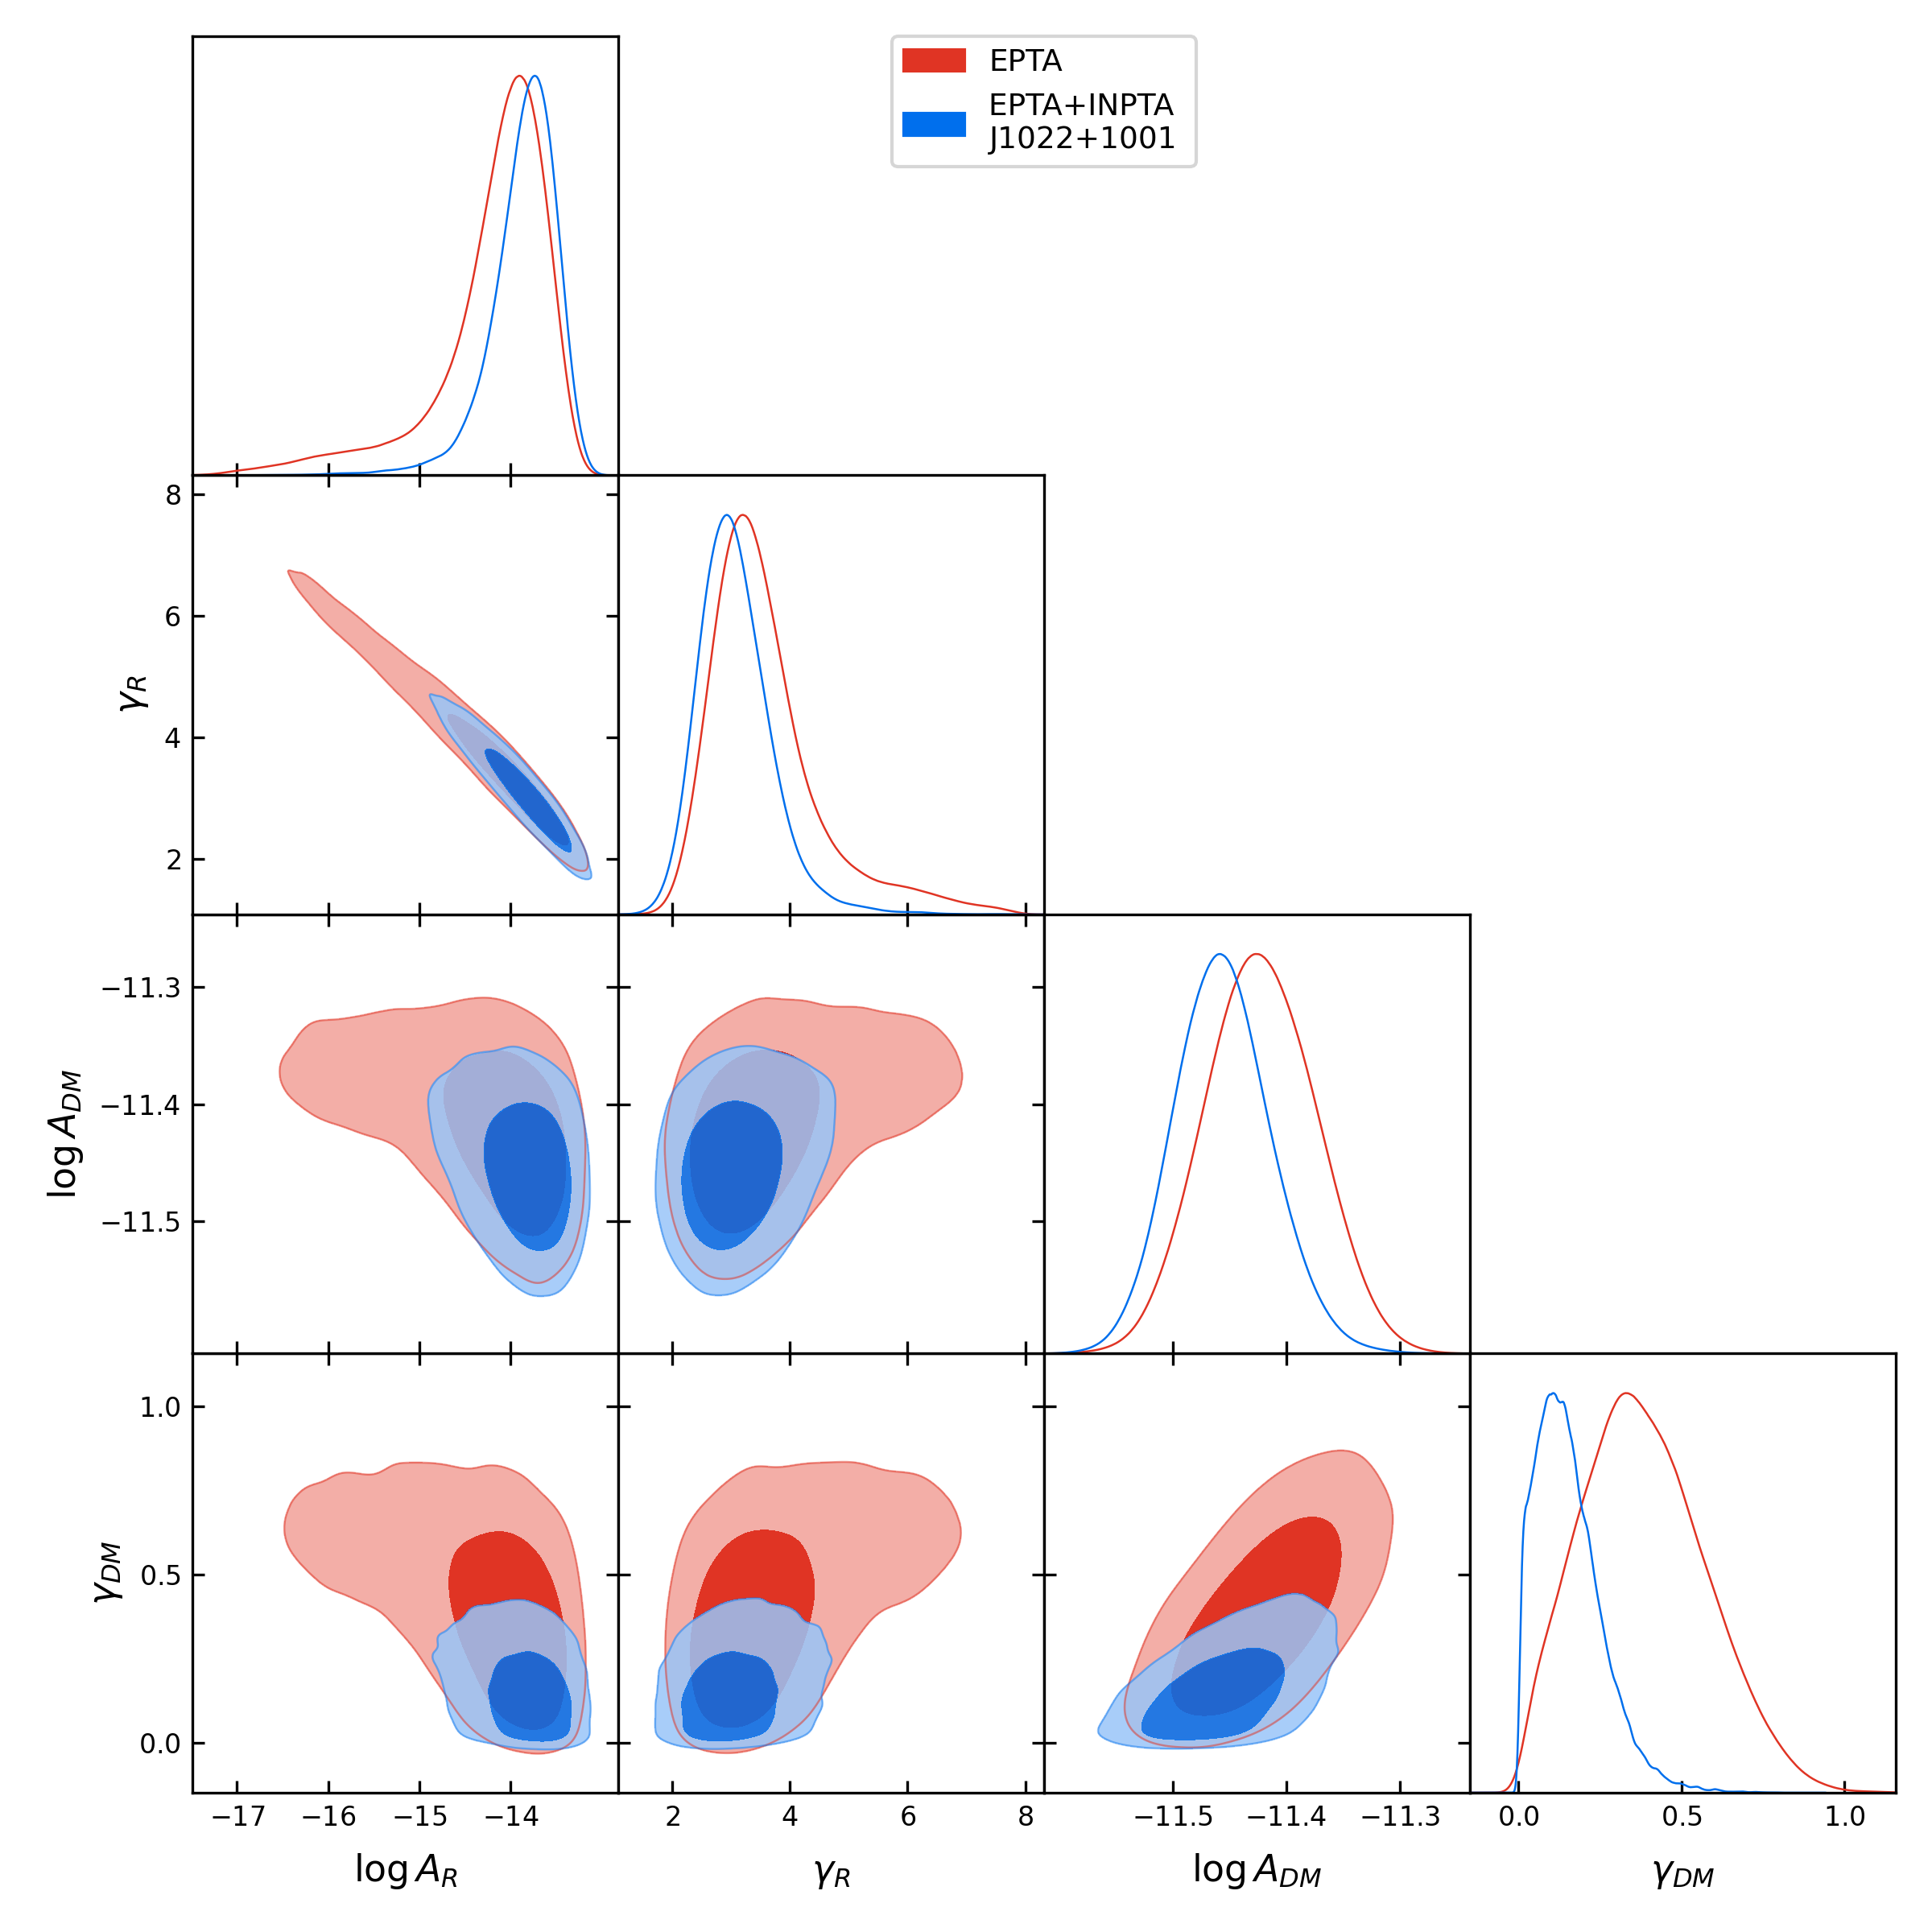 EPTA
EPTA+INPTA
J1022+1001
8
6
4
2
γR
−11.3
−11.4
−11.5
log ADM
1.0
0.5
0.0
γDM
−17 −16 −15 −14
2 4 6 8
−11.5 −11.4 −11.3
0.0 0.5 1.0
log AR
γR
log ADM
γDM